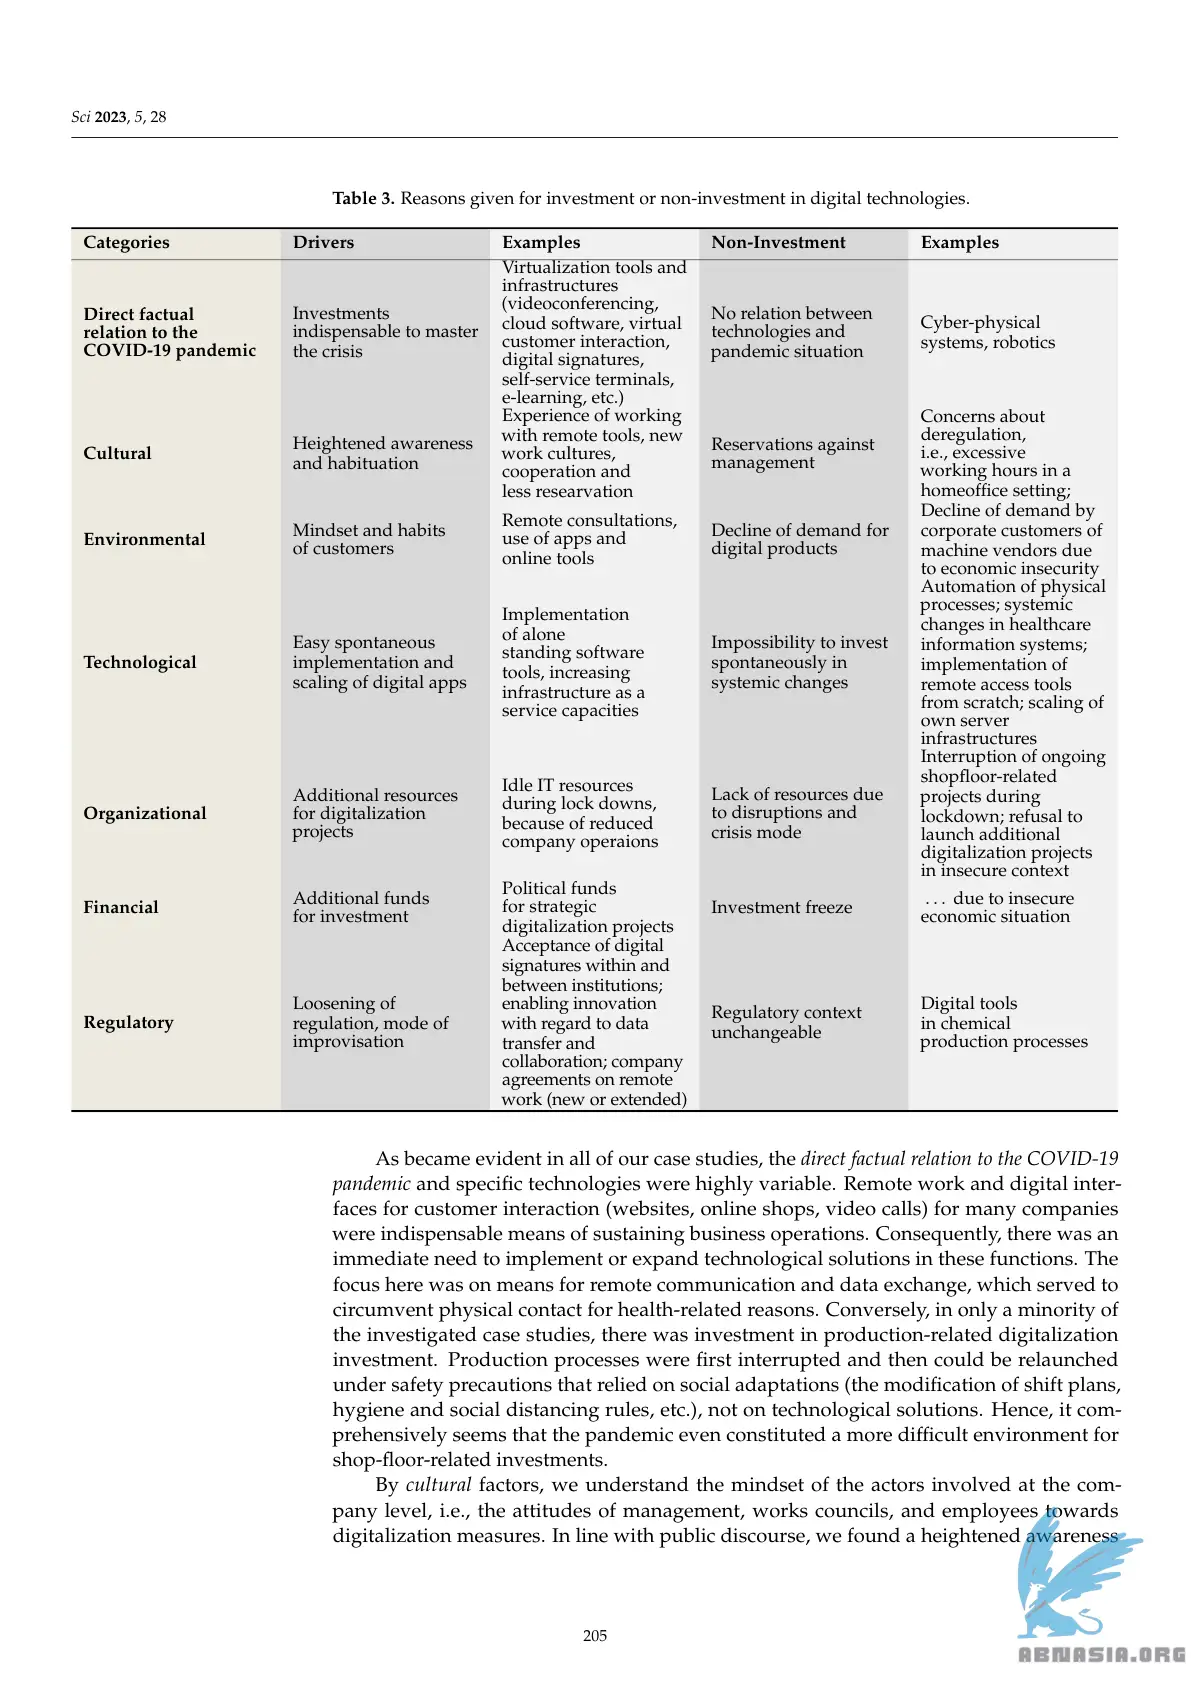 Sci 2023, 5, 28
Table 3. Reasons given for investment or non-investment in digital technologies.
Categories
Drivers
Examples
Non-Investment
Examples
Direct factual
relation to the
COVID-19 pandemic
Investments
indispensable to master
the crisis
Virtualization tools and
infrastructures
(videoconferencing,
cloud software, virtual
customer interaction,
digital signatures,
self-service terminals,
e-learning, etc.)
No relation between
technologies and
pandemic situation
Cyber-physical
systems, robotics
Cultural
Heightened awareness
and habituation
Experience of working
with remote tools, new
work cultures,
cooperation and
less researvation
Reservations against
management
Concerns about
deregulation,
i.e., excessive
working hours in a
homeoffice setting;
Environmental
Mindset and habits
of customers
Remote consultations,
use of apps and
online tools
Decline of demand for
digital products
Decline of demand by
corporate customers of
machine vendors due
to economic insecurity
Technological
Easy spontaneous
implementation and
scaling of digital apps
Implementation
of alone
standing software
tools, increasing
infrastructure as a
service capacities
Impossibility to invest
spontaneously in
systemic changes
Automation of physical
processes; systemic
changes in healthcare
information systems;
implementation of
remote access tools
from scratch; scaling of
own server
infrastructures
Organizational
Additional resources
for digitalization
projects
Idle IT resources
during lock downs,
because of reduced
company operaions
Lack of resources due
to disruptions and
crisis mode
Interruption of ongoing
shopfloor-related
projects during
lockdown; refusal to
launch additional
digitalization projects
in insecure context
Financial
Additional funds
for investment
Political funds
for strategic
digitalization projects
Investment freeze
. . . due to insecure
economic situation
Regulatory
Loosening of
regulation, mode of
improvisation
Acceptance of digital
signatures within and
between institutions;
enabling innovation
with regard to data
transfer and
collaboration; company
agreements on remote
work (new or extended)
Regulatory context
unchangeable
Digital tools
in chemical
production processes
As became evident in all of our case studies, the direct factual relation to the COVID-19
pandemic and specific technologies were highly variable. Remote work and digital inter-
faces for customer interaction (websites, online shops, video calls) for many companies
were indispensable means of sustaining business operations. Consequently, there was an
immediate need to implement or expand technological solutions in these functions. The
focus here was on means for remote communication and data exchange, which served to
circumvent physical contact for health-related reasons. Conversely, in only a minority of
the investigated case studies, there was investment in production-related digitalization
investment. Production processes were first interrupted and then could be relaunched
under safety precautions that relied on social adaptations (the modification of shift plans,
hygiene and social distancing rules, etc.), not on technological solutions. Hence, it com-
prehensively seems that the pandemic even constituted a more difficult environment for
shop-floor-related investments.
By cultural factors, we understand the mindset of the actors involved at the com-
pany level, i.e., the attitudes of management, works councils, and employees towards
digitalization measures. In line with public discourse, we found a heightened awareness
205
ABNASIA.ORG